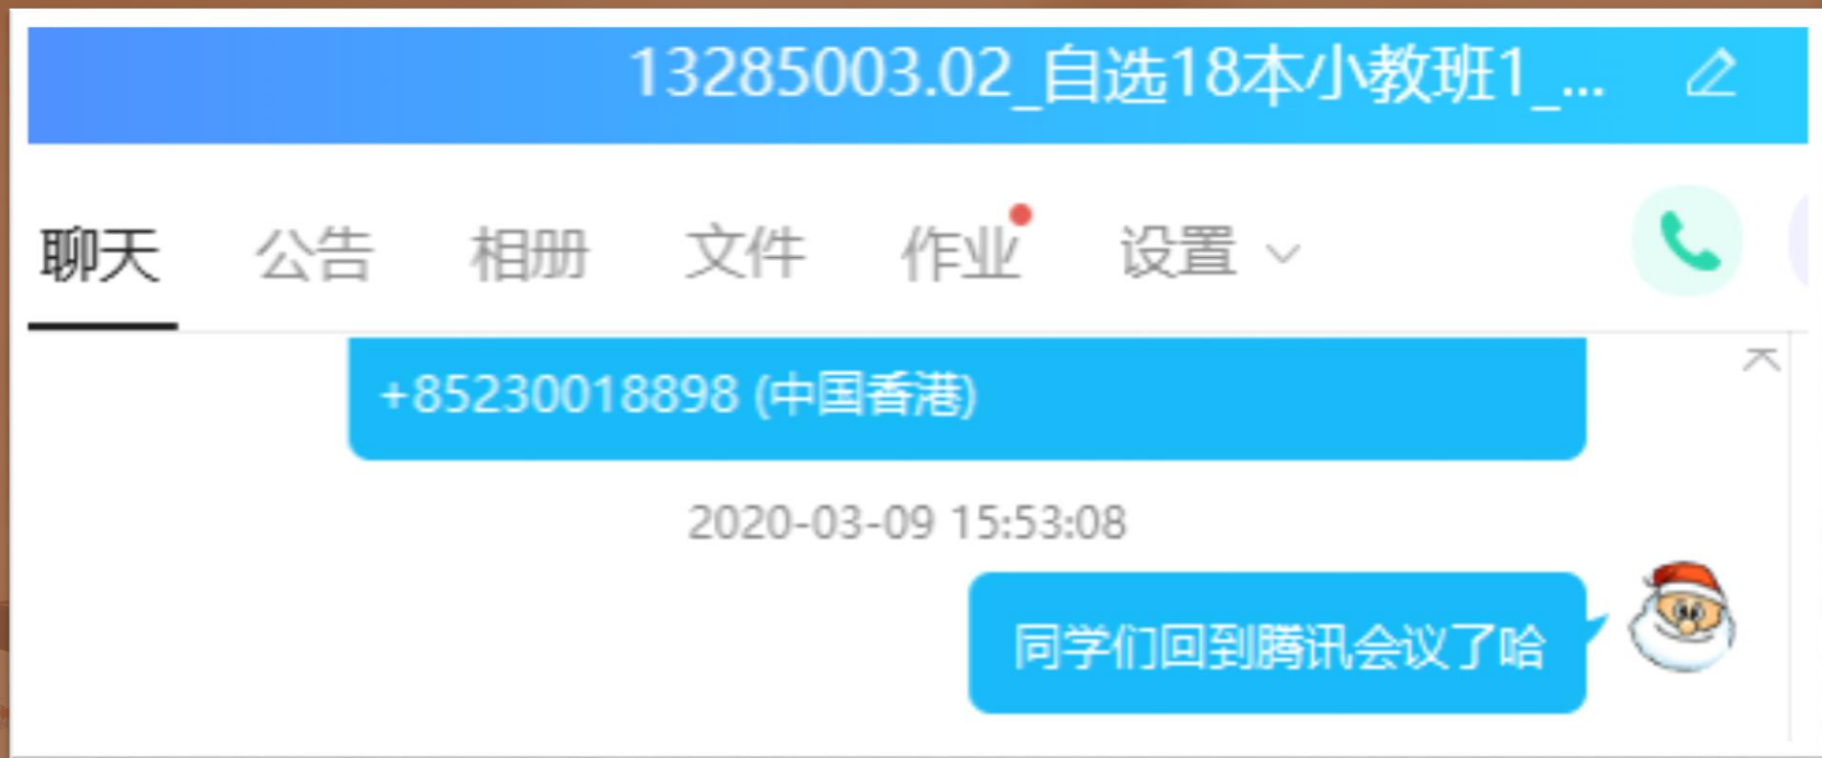 13285003.02_自选18本小教班1_...
聊天 公告 相册 文件 作业 设置
+85230018898 (中国香港)
2020-03-09 15:53:08
同学们回到腾讯会议了哈